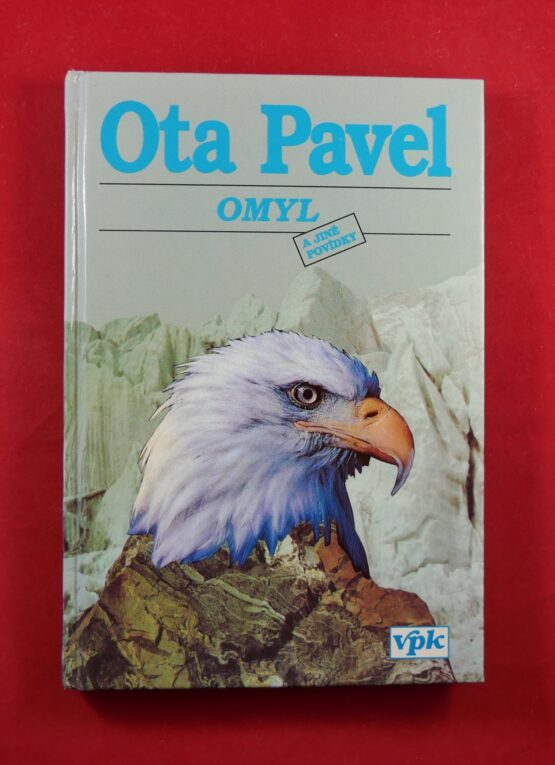 Ota Pavel
OMYL
A JINÉ
POVÍDKY
vpk